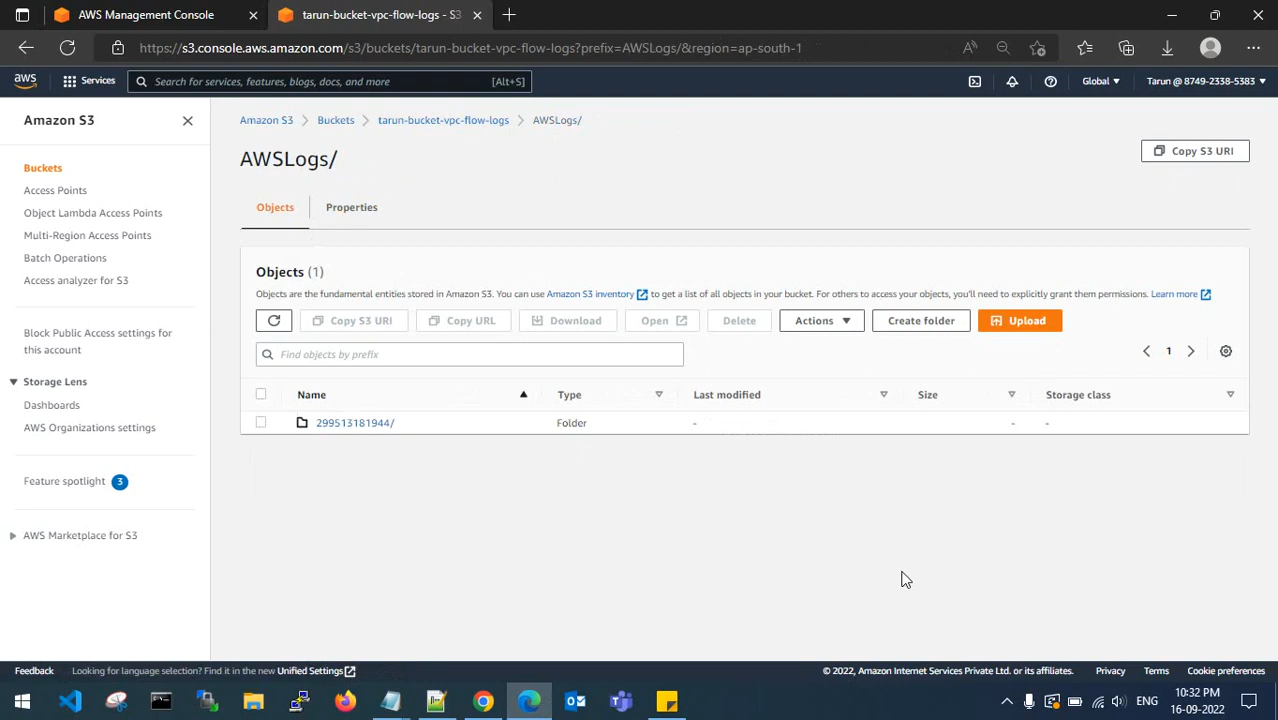 AWS Management Console
tarun-bucket-vpc-flow-logs - S3
https://s3.console.aws.amazon.com/s3/buckets/tarun-bucket-vpc-flow-logs?prefix=AWSLogs/&region=ap-south-1
aws
Services
Search for services, features, blogs, docs, and more
[Alt+S]
Global
Tarun @ 8749-2338-5383
Amazon S3
Buckets
Access Points
Object Lambda Access Points
Multi-Region Access Points
Batch Operations
Access analyzer for S3
Block Public Access settings for
this account
Storage Lens
Dashboards
AWS Organizations settings
Feature spotlight 3
AWS Marketplace for S3
Amazon S3 > Buckets > tarun-bucket-vpc-flow-logs > AWSLogs/
AWSLogs/
Copy S3 URI
Objects
Properties
Objects (1)
Objects are the fundamental entities stored in Amazon S3. You can use Amazon S3 inventory to get a list of all objects in your bucket. For others to access your objects, you'll need to explicitly grant them permissions. Learn more
Copy S3 URI
Copy URL
Download
Open
Delete
Actions
Create folder
Upload
Find objects by prefix
1
Name Type Last modified Size Storage class
299513181944/ Folder - - -
Feedback
Looking for language selection? Find it in the new Unified Settings
© 2022, Amazon Internet Services Private Ltd. or its affiliates.
Privacy
Terms
Cookie preferences
ENG
10:32 PM
16-09-2022